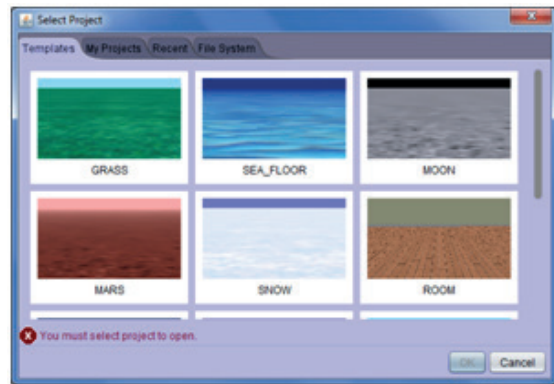 Select Project
Templates My Projects Recent File System
GRASS SEA_FLOOR MOON
MARS SNOW ROOM
You must select project to open.
OK Cancel